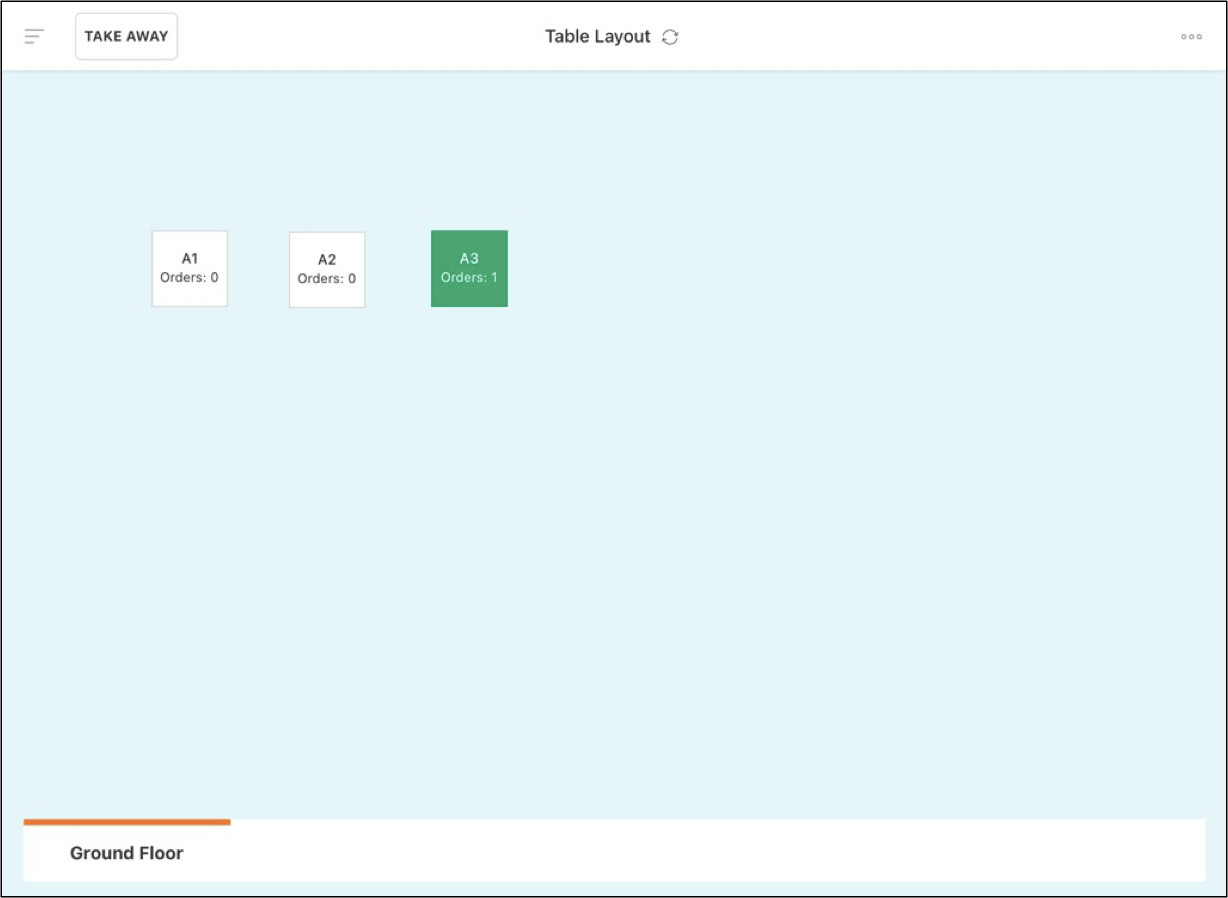 TAKE AWAY
Table Layout
A1
Orders: 0
A2
Orders: 0
A3
Orders: 1
Ground Floor